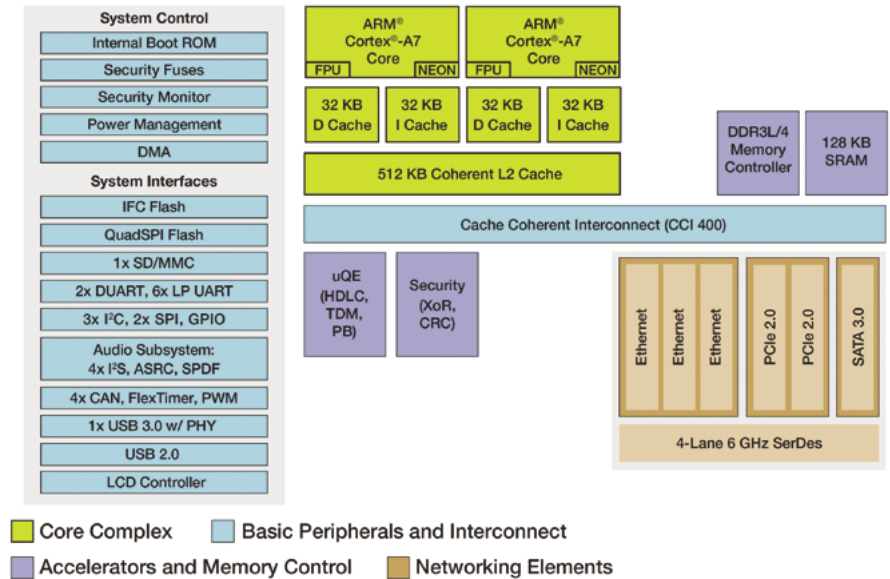 System Control
Internal Boot ROM
Security Fuses
Security Monitor
Power Management
DMA
System Interfaces
IFC Flash
QuadSPI Flash
1x SD/MMC
2x DUART, 6x LP UART
3x I²C, 2x SPI, GPIO
Audio Subsystem:
4x I²S, ASRC, SPDF
4x CAN, FlexTimer, PWM
1x USB 3.0 w/ PHY
USB 2.0
LCD Controller
ARM®
Cortex®-A7
Core
FPU
NEON
ARM®
Cortex®-A7
Core
FPU
NEON
32 KB
D Cache
32 KB
I Cache
32 KB
D Cache
32 KB
I Cache
512 KB Coherent L2 Cache
DDR3L/4
Memory
Controller
128 KB
SRAM
Cache Coherent Interconnect (CCI 400)
uQE
(HDLC,
TDM,
PB)
Security
(XoR,
CRC)
Ethernet
Ethernet
Ethernet
PCIe 2.0
PCIe 2.0
SATA 3.0
4-Lane 6 GHz SerDes
Core Complex
Basic Peripherals and Interconnect
Accelerators and Memory Control
Networking Elements